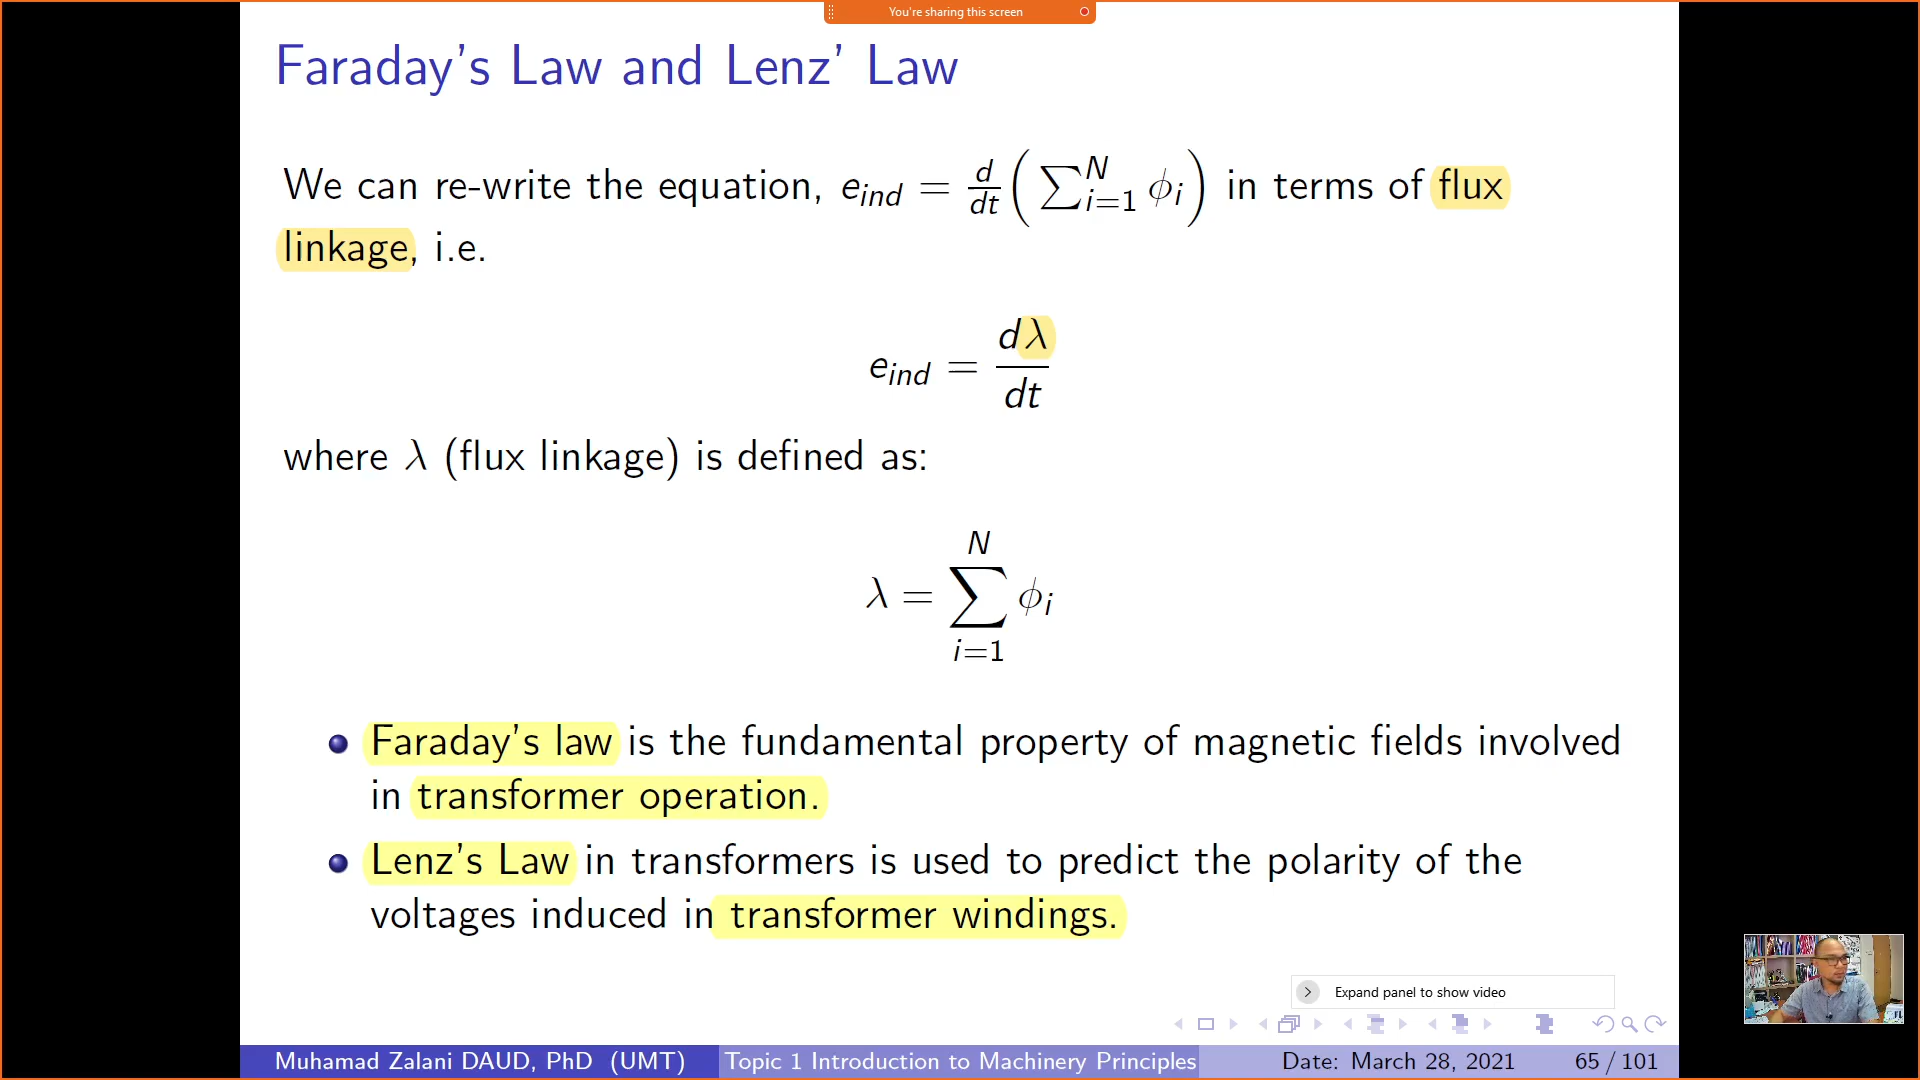 You're sharing this screen
Faraday's Law and Lenz' Law
We can re-write the equation, e_ind = d/dt ( ∑_{i=1}^{N} ϕ_i ) in terms of flux
linkage, i.e.
e_ind = dλ/dt
where λ (flux linkage) is defined as:
λ = ∑_{i=1}^{N} ϕ_i
Faraday's law is the fundamental property of magnetic fields involved
in transformer operation.
Lenz's Law in transformers is used to predict the polarity of the
voltages induced in transformer windings.
Expand panel to show video
Muhamad Zalani DAUD, PhD (UMT) Topic 1 Introduction to Machinery Principles Date: March 28, 2021 65 / 101